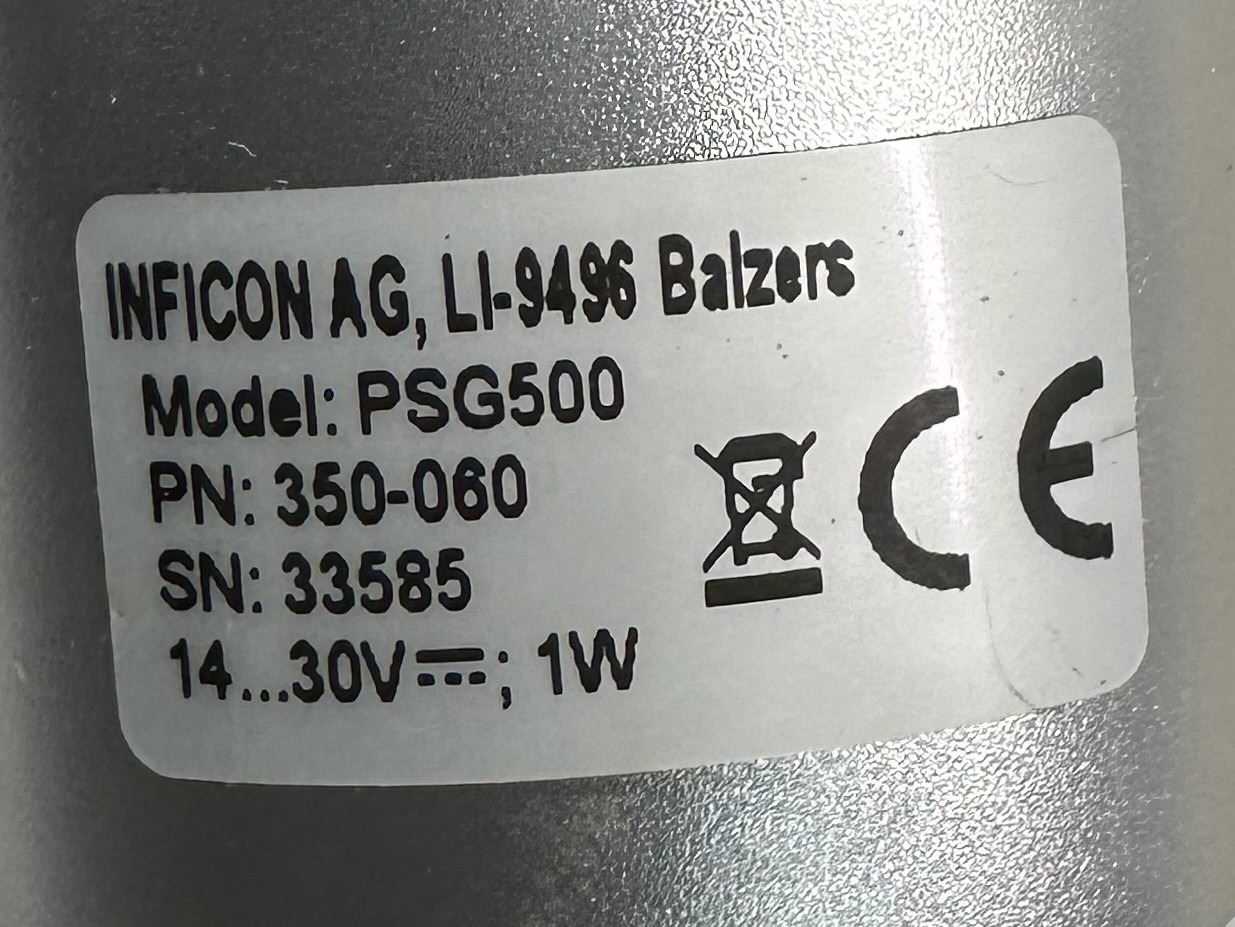 INFICON AG, LI-9496 Balzers
Model: PSG500
PN: 350-060
SN: 33585
14...30V⎓; 1W
CE